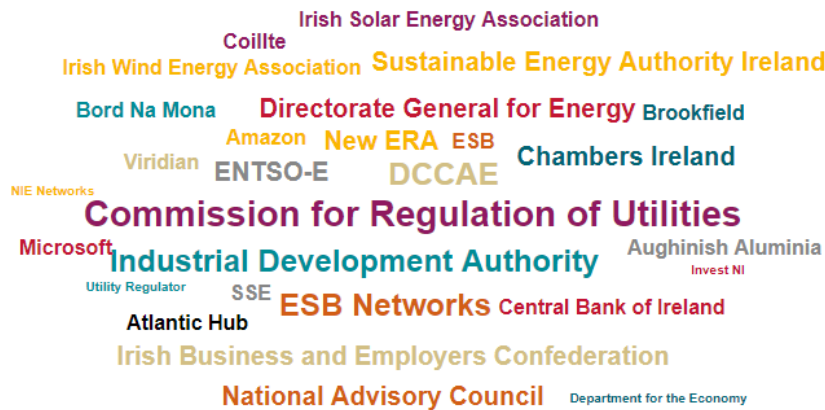 Irish Solar Energy Association
Coillte
Irish Wind Energy Association Sustainable Energy Authority Ireland
Bord Na Mona Directorate General for Energy Brookfield
Amazon New ERA ESB
Viridian ENTSO-E DCCAE Chambers Ireland
NIE Networks
Commission for Regulation of Utilities
Microsoft Industrial Development Authority Aughinish Aluminia
Invest NI
Utility Regulator SSE ESB Networks Central Bank of Ireland
Atlantic Hub
Irish Business and Employers Confederation
National Advisory Council Department for the Economy